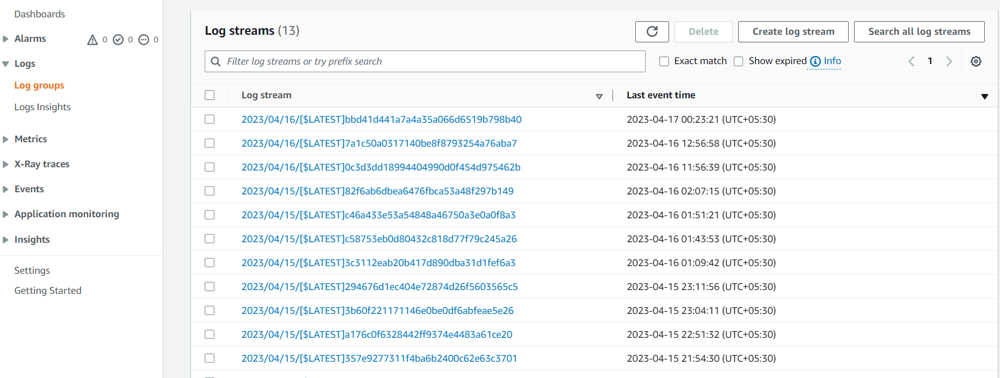 Dashboards
Alarms 0 0 0
Logs
Log groups
Logs Insights
Metrics
X-Ray traces
Events
Application monitoring
Insights
Settings
Getting Started
Log streams (13)
Delete
Create log stream
Search all log streams
Filter log streams or try prefix search
Exact match
Show expired
Info
1
Log stream Last event time
2023/04/16/[$LATEST]bbd41d441a7a4a35a066d6519b798b40 2023-04-17 00:23:21 (UTC+05:30)
2023/04/16/[$LATEST]7a1c50a0317140be8f8793254a76aba7 2023-04-16 12:56:58 (UTC+05:30)
2023/04/16/[$LATEST]0c3d3dd18994404990d0f454d975462b 2023-04-16 11:56:39 (UTC+05:30)
2023/04/15/[$LATEST]82f6ab6dbea6476fbca53a48f297b149 2023-04-16 02:07:15 (UTC+05:30)
2023/04/15/[$LATEST]c46a433e53a54848a46750a3e0a0f8a3 2023-04-16 01:51:21 (UTC+05:30)
2023/04/15/[$LATEST]c58753eb0d80432c818d77f79c245a26 2023-04-16 01:43:53 (UTC+05:30)
2023/04/15/[$LATEST]3c3112eab20b417d890dba31d1fef6a3 2023-04-16 01:09:42 (UTC+05:30)
2023/04/15/[$LATEST]294676d1ec404e72874d26f5603565c5 2023-04-15 23:11:56 (UTC+05:30)
2023/04/15/[$LATEST]3b60f221171146e0be0df6abfeae5e26 2023-04-15 23:04:11 (UTC+05:30)
2023/04/15/[$LATEST]a176c0f6328442ff9374e4483a61ce20 2023-04-15 22:51:32 (UTC+05:30)
2023/04/15/[$LATEST]357e9277311f4ba6b2400c62e63c3701 2023-04-15 21:54:30 (UTC+05:30)